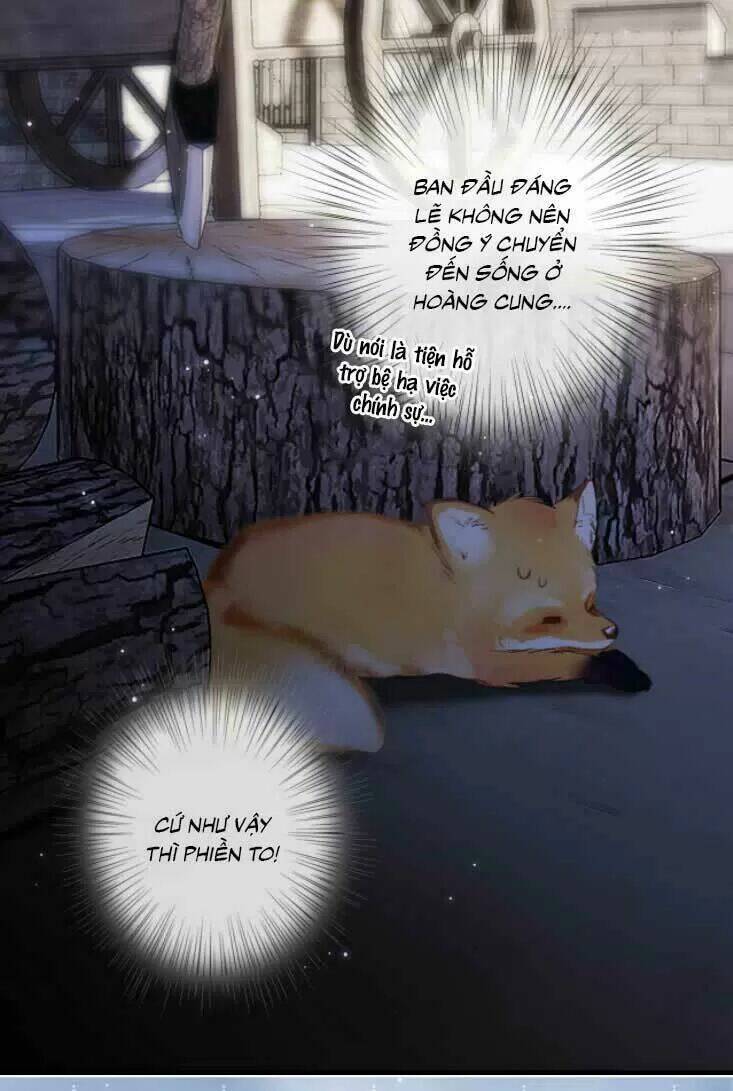 BAN ĐẦU ĐÁNG
LẼ KHÔNG NÊN
ĐỒNG Ý CHUYỂN
ĐẾN SỐNG Ở
HOÀNG CUNG....
Dù nói là tiện hỗ
trợ bệ hạ việc
chính sự...
CỨ NHƯ VẬY
THÌ PHIỀN TO!